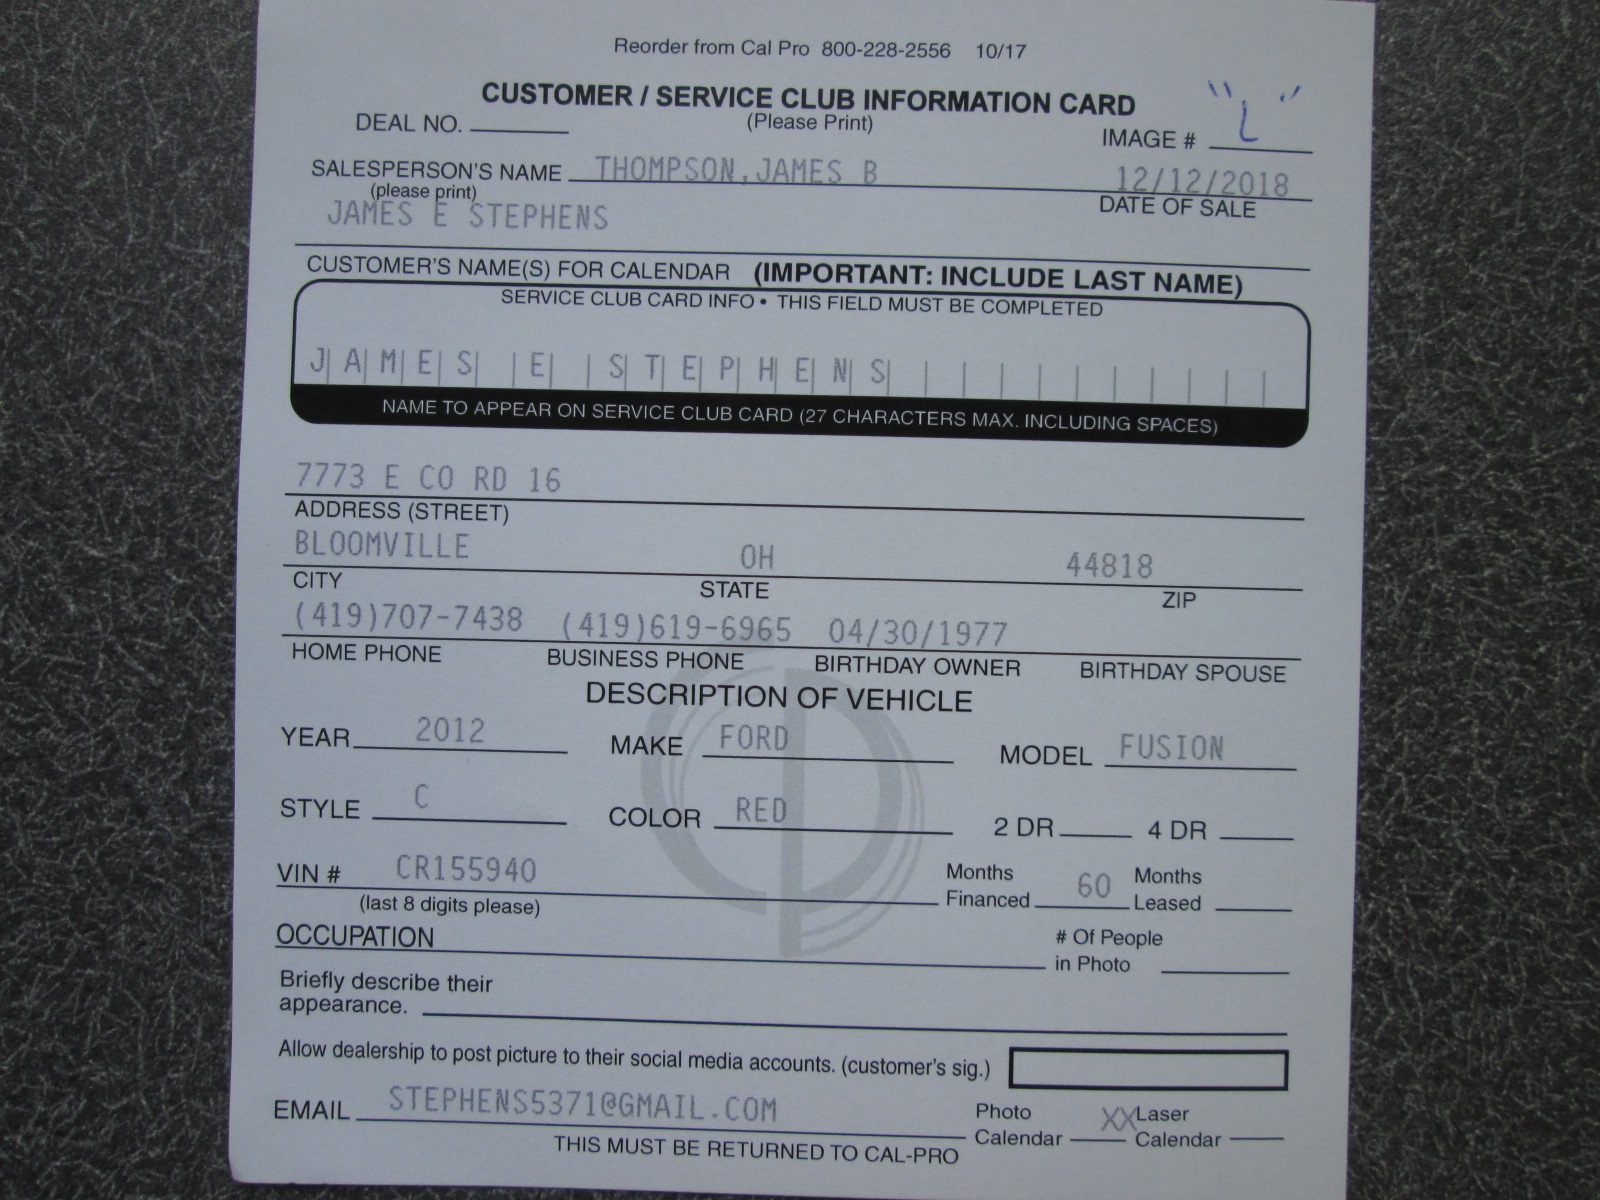 Reorder from Cal Pro 800-228-2556 10/17
CUSTOMER / SERVICE CLUB INFORMATION CARD
(Please Print)
DEAL NO.
IMAGE # "L"
SALESPERSON'S NAME THOMPSON,JAMES B 12/12/2018
(please print) DATE OF SALE
JAMES E STEPHENS
CUSTOMER'S NAME(S) FOR CALENDAR (IMPORTANT: INCLUDE LAST NAME)
SERVICE CLUB CARD INFO • THIS FIELD MUST BE COMPLETED
JAMES E STEPHENS
NAME TO APPEAR ON SERVICE CLUB CARD (27 CHARACTERS MAX. INCLUDING SPACES)
7773 E CO RD 16
ADDRESS (STREET)
BLOOMVILLE OH 44818
CITY STATE ZIP
(419)707-7438 (419)619-6965 04/30/1977
HOME PHONE BUSINESS PHONE BIRTHDAY OWNER BIRTHDAY SPOUSE
DESCRIPTION OF VEHICLE
YEAR 2012 MAKE FORD MODEL FUSION
STYLE C COLOR RED 2 DR 4 DR
VIN # CR155940 Months Financed 60 Months Leased
(last 8 digits please)
OCCUPATION # Of People in Photo
Briefly describe their
appearance.
Allow dealership to post picture to their social media accounts. (customer's sig.)
EMAIL STEPHENS5371@GMAIL.COM Photo Calendar XX Laser Calendar
THIS MUST BE RETURNED TO CAL-PRO